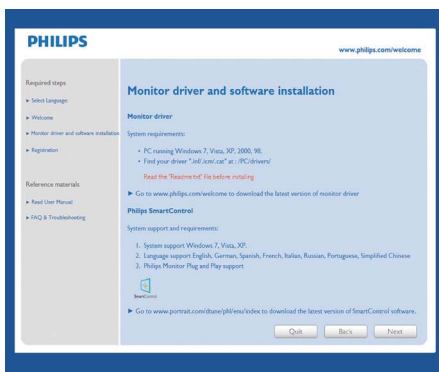 PHILIPS
www.philips.com/welcome
Required steps
Select Language
Welcome
Monitor driver and software installation
Registration
Reference materials
Read User Manual
FAQ & Troubleshooting
Monitor driver and software installation
Monitor driver
System requirements:
• PC running Windows 7, Vista, XP, 2000, 98.
• Find your driver ".inf/.icm/.cat" at : /PC/drivers/
Read the "Readme.txt" file before installing
Go to www.philips.com/welcome to download the latest version of monitor driver
Philips SmartControl
System support and requirements:
1. System support Windows 7, Vista, XP.
2. Language support English, German, Spanish, French, Italian, Russian, Portuguese, Simplified Chinese
3. Philips Monitor Plug and Play support
SmartControl
Go to www.portrait.com/dtune/phl/enu/index to download the latest version of SmartControl software.
Quit
Back
Next